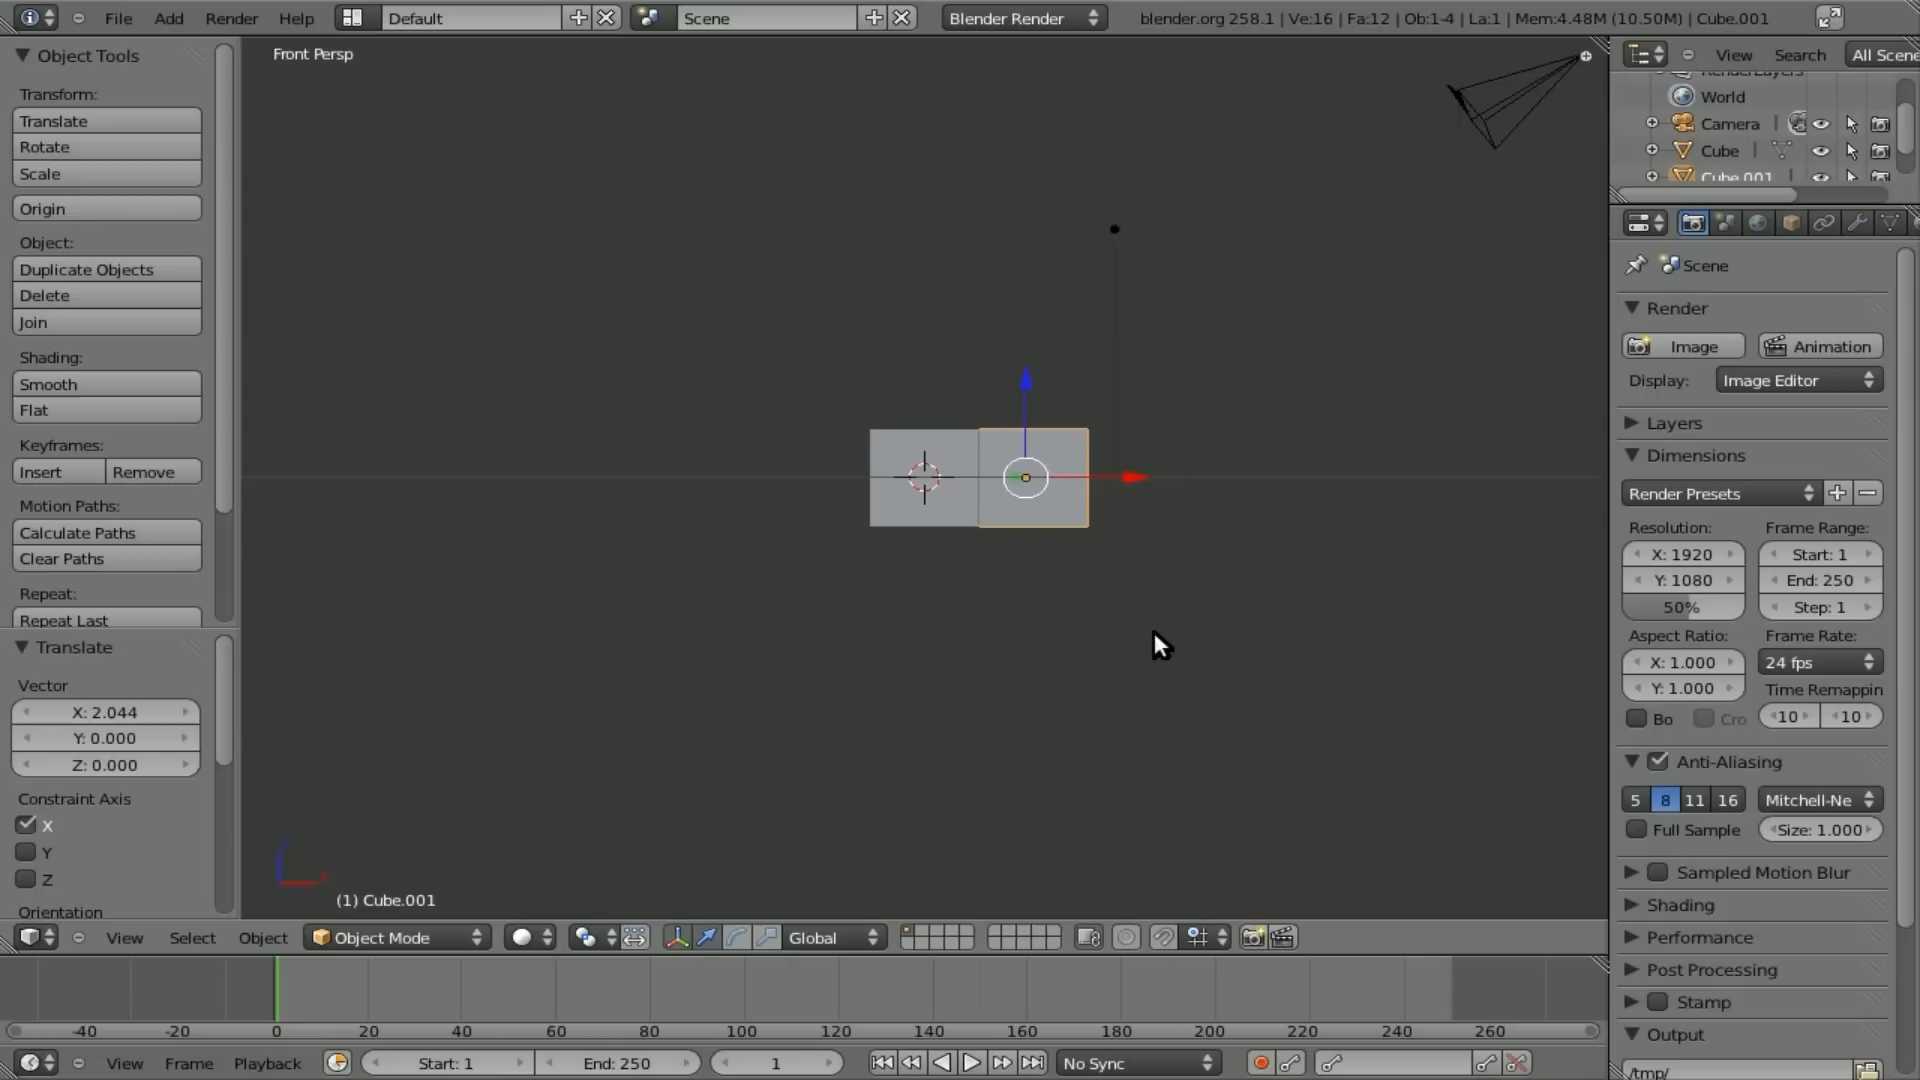 File Add Render Help Default Scene Blender Render blender.org 258.1 | Ve:16 | Fa:12 | Ob:1-4 | La:1 | Mem:4.48M (10.50M) | Cube.001
Object Tools
Transform:
Translate
Rotate
Scale
Origin
Object:
Duplicate Objects
Delete
Join
Shading:
Smooth
Flat
Keyframes:
Insert Remove
Motion Paths:
Calculate Paths
Clear Paths
Repeat:
Repeat Last
Translate
Vector
X: 2.044
Y: 0.000
Z: 0.000
Constraint Axis
X
Y
Z
Orientation
Front Persp
(1) Cube.001
View Search All Scene
RenderLayers
World
Camera
Cube
Cube.001
Scene
Render
Image Animation
Display: Image Editor
Layers
Dimensions
Render Presets
Resolution: Frame Range:
X: 1920 Start: 1
Y: 1080 End: 250
50% Step: 1
Aspect Ratio: Frame Rate:
X: 1.000 24 fps
Y: 1.000 Time Remappin
Bo Cro 10 10
Anti-Aliasing
5 8 11 16 Mitchell-Ne
Full Sample Size: 1.000
Sampled Motion Blur
Shading
Performance
Post Processing
Stamp
Output
/tmp/
View Select Object Object Mode Global
-40 -20 0 20 40 60 80 100 120 140 160 180 200 220 240 260
View Frame Playback Start: 1 End: 250 1 No Sync